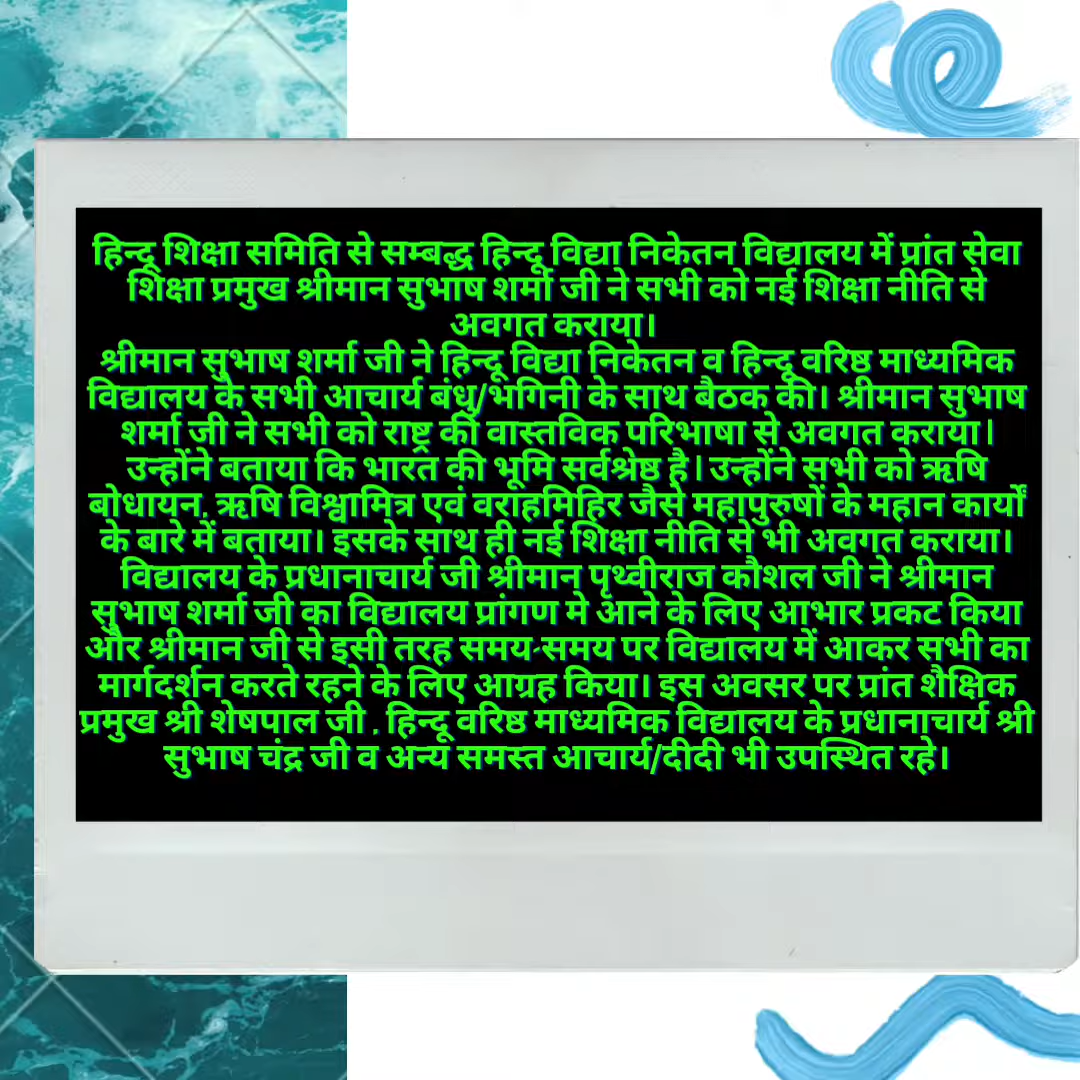 हिन्दू शिक्षा समिति से सम्बद्ध हिन्दू विद्या निकेतन विद्यालय में प्रांत सेवा
शिक्षा प्रमुख श्रीमान सुभाष शर्मा जी ने सभी को नई शिक्षा नीति से
अवगत कराया।
श्रीमान सुभाष शर्मा जी ने हिन्दू विद्या निकेतन व हिन्दू वरिष्ठ माध्यमिक
विद्यालय के सभी आचार्य बंधु/भगिनी के साथ बैठक की। श्रीमान सुभाष
शर्मा जी ने सभी को राष्ट्र की वास्तविक परिभाषा से अवगत कराया।
उन्होंने बताया कि भारत की भूमि सर्वश्रेष्ठ है। उन्होंने सभी को ऋषि
बोधायन, ऋषि विश्वामित्र एवं वराहमिहिर जैसे महापुरुषों के महान कार्यों
के बारे में बताया। इसके साथ ही नई शिक्षा नीति से भी अवगत कराया।
विद्यालय के प्रधानाचार्य जी श्रीमान पृथ्वीराज कौशल जी ने श्रीमान
सुभाष शर्मा जी का विद्यालय प्रांगण मे आने के लिए आभार प्रकट किया
और श्रीमान जी से इसी तरह समय-समय पर विद्यालय में आकर सभी का
मार्गदर्शन करते रहने के लिए आग्रह किया। इस अवसर पर प्रांत शैक्षिक
प्रमुख श्री शेषपाल जी , हिन्दू वरिष्ठ माध्यमिक विद्यालय के प्रधानाचार्य श्री
सुभाष चंद्र जी व अन्य समस्त आचार्य/दीदी भी उपस्थित रहे।